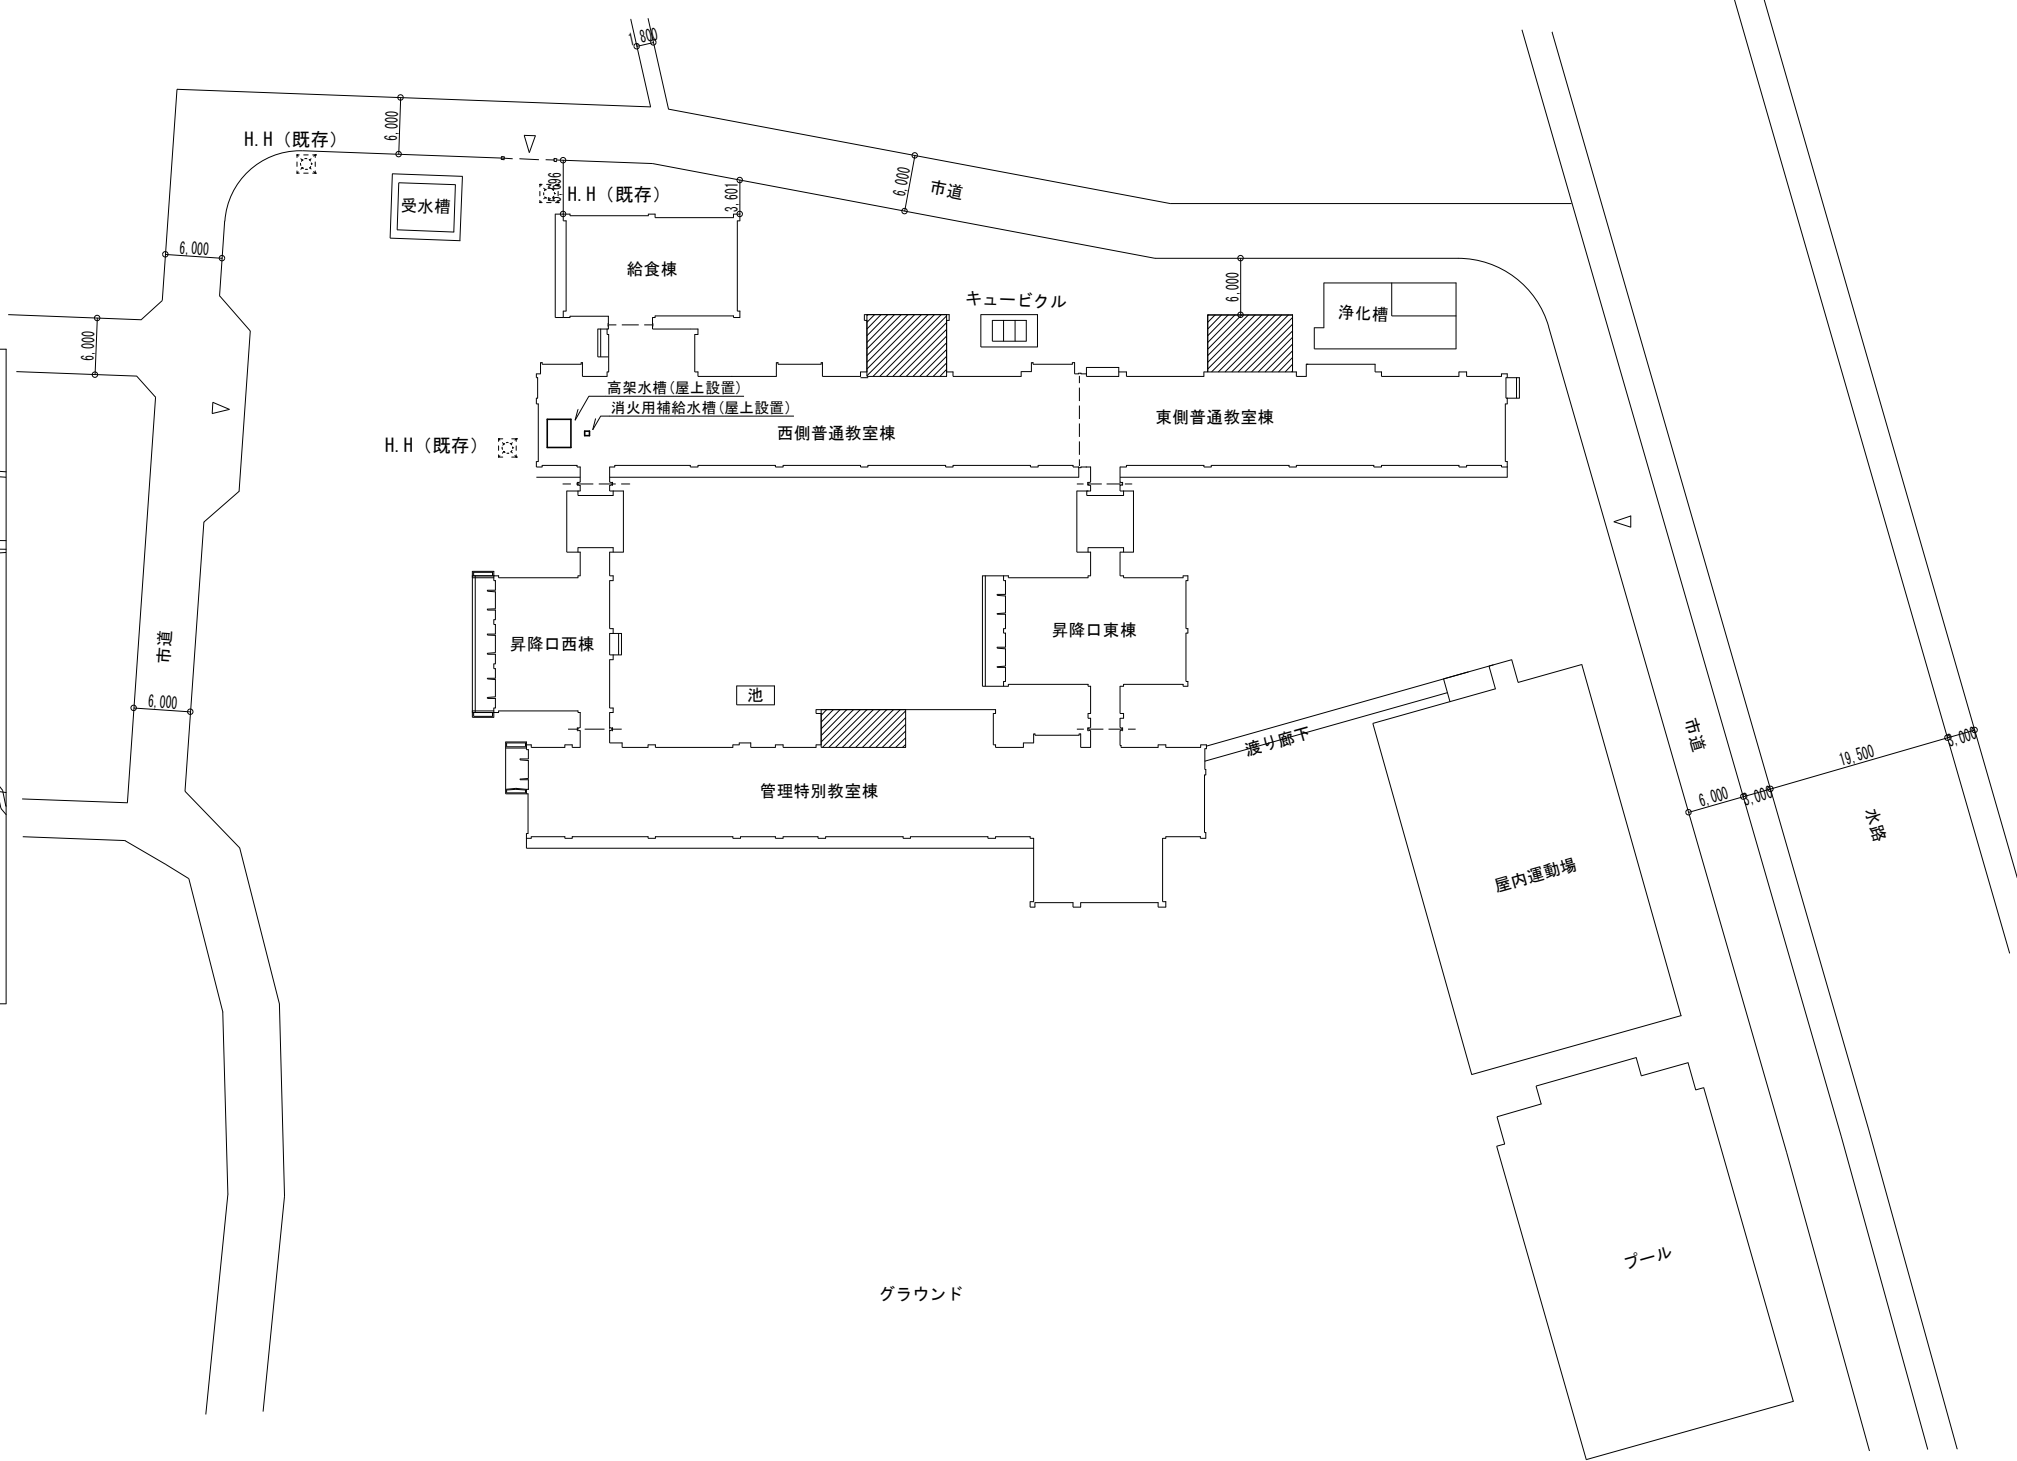 1,800
6,000
H.H（既存）
受水槽
H.H（既存）
3,601
6,000
市道
6,000
給食棟
キュービクル
6,000
浄化槽
6,000
高架水槽(屋上設置)
消火用補給水槽(屋上設置)
西側普通教室棟
東側普通教室棟
H.H（既存）
市道
昇降口西棟
昇降口東棟
池
6,000
渡り廊下
市道
19,500
6,000
管理特別教室棟
水路
屋内運動場
プール
グラウンド